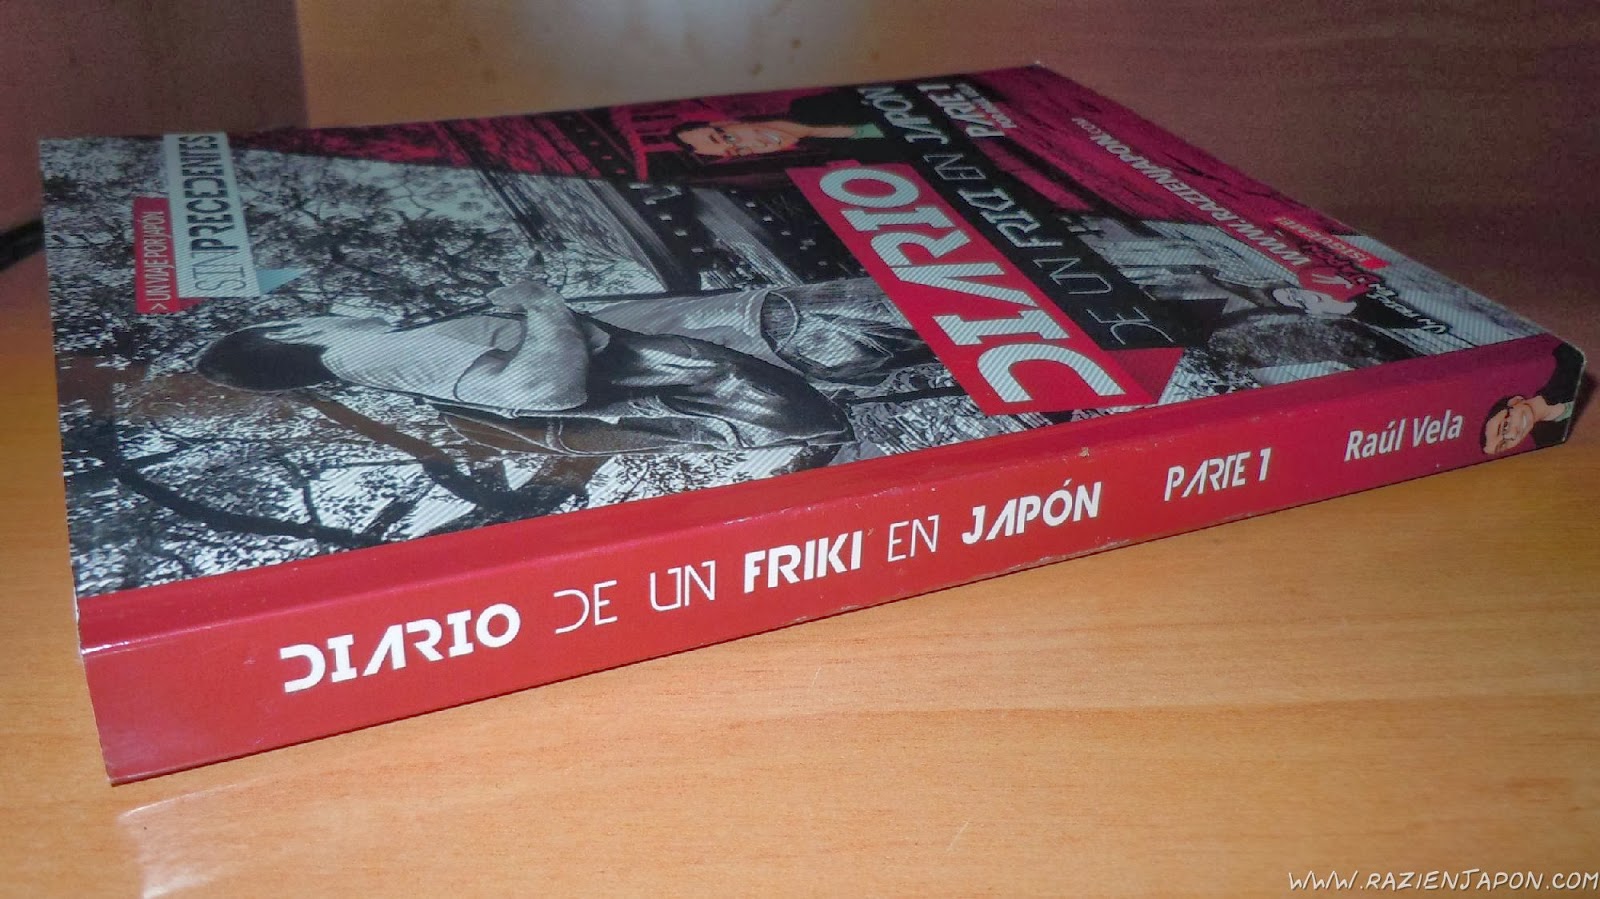 > UN VIAJE POR JAPÓN
SIN PRECEDENTES
DIARIO
DE UN FRIKI EN JAPÓN
PARTE 1
WWW.RAZIENJAPON.COM
DIARIO DE UN FRIKI EN JAPÓN PARTE 1 Raúl Vela
WWW.RAZIENJAPON.COM